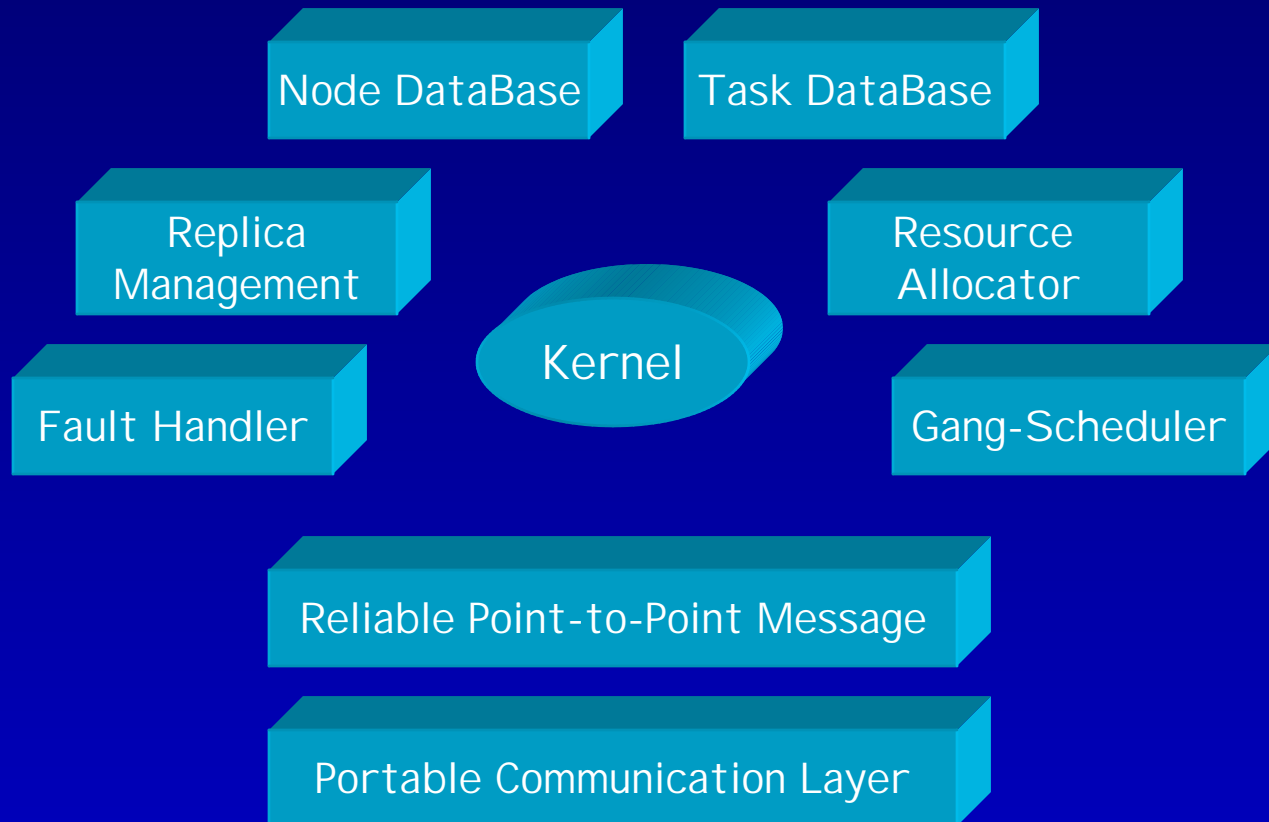 Node DataBase
Task DataBase
Replica
Management
Resource
Allocator
Kernel
Fault Handler
Gang-Scheduler
Reliable Point-to-Point Message
Portable Communication Layer